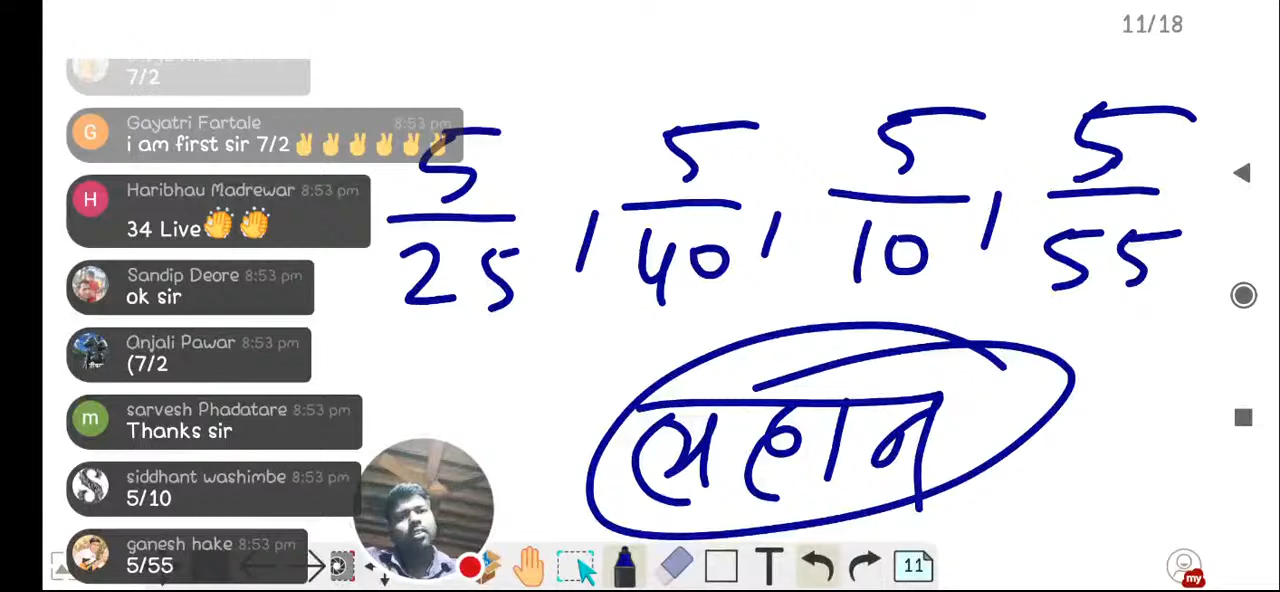 11/18
7/2
Gayatri Fartale 8:53 pm
i am first sir 7/2✌✌✌✌✌✌
Haribhau Madrewar 8:53 pm
34 Live👏👏
Sandip Deore 8:53 pm
ok sir
Anjali Pawar 8:53 pm
(7/2
sarvesh Phadatare 8:53 pm
Thanks sir
siddhant washimbe 8:53 pm
5/10
ganesh hake 8:53 pm
5/55
5/25 , 5/40 , 5/10 , 5/55
लहान
G
H
m
S
T
11
my